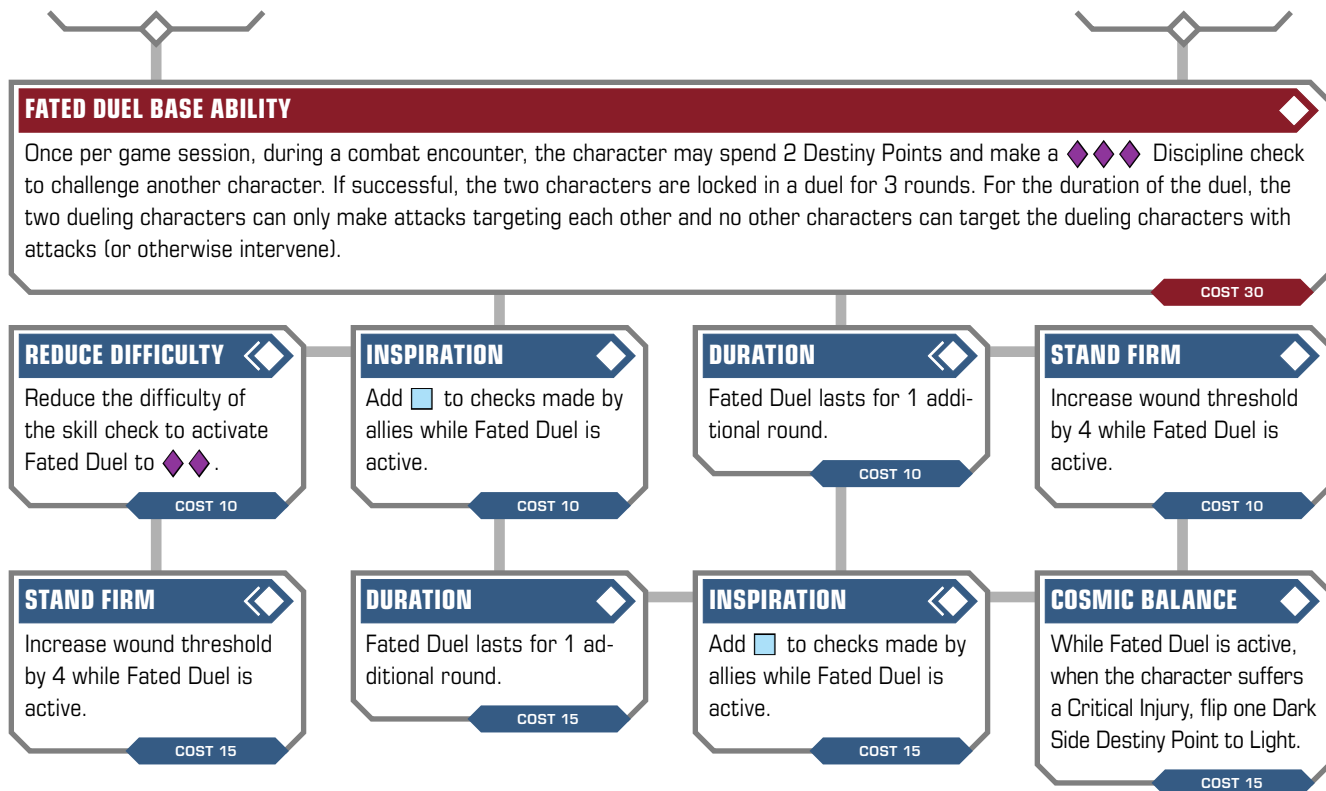 FATED DUEL BASE ABILITY
Once per game session, during a combat encounter, the character may spend 2 Destiny Points and make a Discipline check
to challenge another character. If successful, the two characters are locked in a duel for 3 rounds. For the duration of the duel, the
two dueling characters can only make attacks targeting each other and no other characters can target the dueling characters with
attacks (or otherwise intervene).
COST 30
REDUCE DIFFICULTY
Reduce the difficulty of
the skill check to activate
Fated Duel to .
COST 10
INSPIRATION
Add to checks made by
allies while Fated Duel is
active.
COST 10
DURATION
Fated Duel lasts for 1 addi-
tional round.
COST 10
STAND FIRM
Increase wound threshold
by 4 while Fated Duel is
active.
COST 10
STAND FIRM
Increase wound threshold
by 4 while Fated Duel is
active.
COST 15
DURATION
Fated Duel lasts for 1 ad-
ditional round.
COST 15
INSPIRATION
Add to checks made by
allies while Fated Duel is
active.
COST 15
COSMIC BALANCE
While Fated Duel is active,
when the character suffers
a Critical Injury, flip one Dark
Side Destiny Point to Light.
COST 15